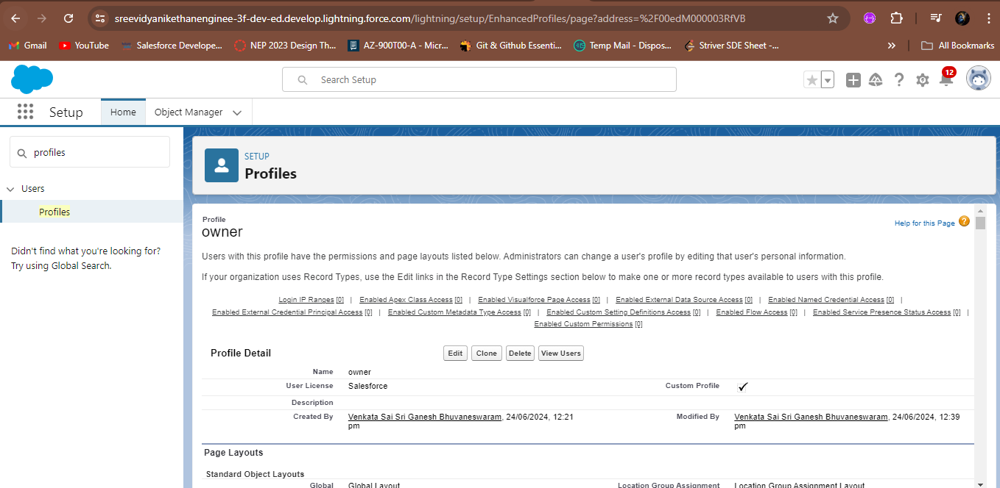 sreevidyanikethanenginee-3f-dev-ed.develop.lightning.force.com/lightning/setup/EnhancedProfiles/page?address=%2F00edM000003RfVB
Gmail YouTube Salesforce Develope... NEP 2023 Design Th... AZ-900T00-A - Micr... Git & Github Essenti... Temp Mail - Dispos... Striver SDE Sheet -... » All Bookmarks
Search Setup
12
Setup Home Object Manager
profiles
Users
Profiles
Didn't find what you're looking for?
Try using Global Search.
SETUP
Profiles
Profile
owner
Help for this Page ?
Users with this profile have the permissions and page layouts listed below. Administrators can change a user's profile by editing that user's personal information.
If your organization uses Record Types, use the Edit links in the Record Type Settings section below to make one or more record types available to users with this profile.
Login IP Ranges [0] | Enabled Apex Class Access [0] | Enabled Visualforce Page Access [0] | Enabled External Data Source Access [0] | Enabled Named Credential Access [0] |
Enabled External Credential Principal Access [0] | Enabled Custom Metadata Type Access [0] | Enabled Custom Setting Definitions Access [0] | Enabled Flow Access [0] | Enabled Service Presence Status Access [0] |
Enabled Custom Permissions [0]
Profile Detail Edit Clone Delete View Users
Name owner
User License Salesforce Custom Profile ✓
Description
Created By Venkata Sai Sri Ganesh Bhuvaneswaram, 24/06/2024, 12:21 pm
Modified By Venkata Sai Sri Ganesh Bhuvaneswaram, 24/06/2024, 12:39 pm
Page Layouts
Standard Object Layouts
Global Global Layout Location Group Assignment Location Group Assignment Layout